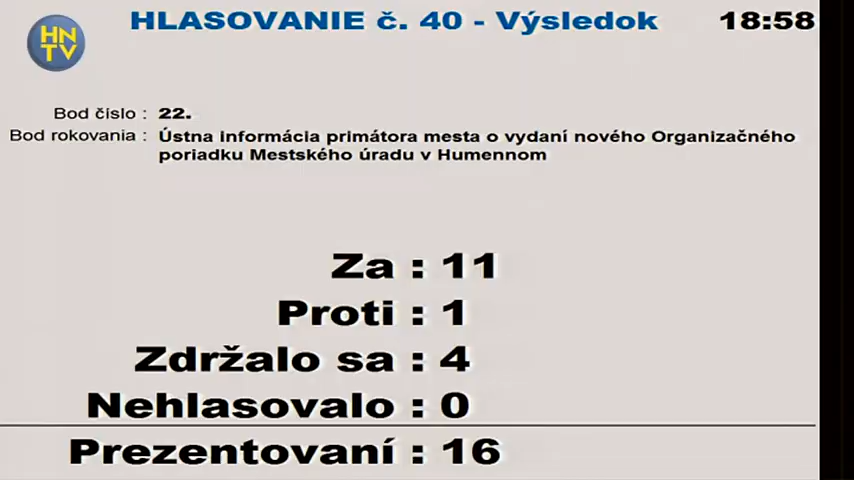 HN
TV
HLASOVANIE č. 40 - Výsledok 18:58
Bod číslo : 22.
Bod rokovania : Ústna informácia primátora mesta o vydaní nového Organizačného
poriadku Mestského úradu v Humennom
Za : 11
Proti : 1
Zdržalo sa : 4
Nehlasovalo : 0
Prezentovaní : 16